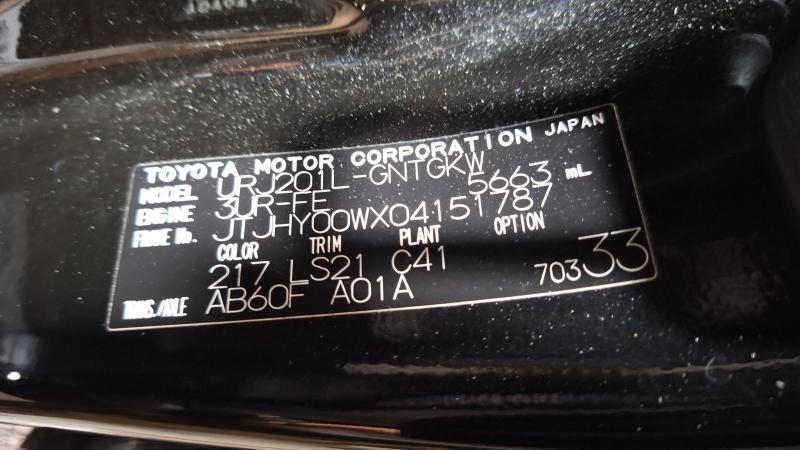 TOYOTA MOTOR CORPORATION JAPAN
MODEL URJ201L-GNTGKW
ENGINE 3UR-FE 5663 mL
FRAME No. JTJHY00WX04151787
COLOR TRIM PLANT OPTION
217 LS21 C41
TRANS./AXLE AB60F A01A 703 33